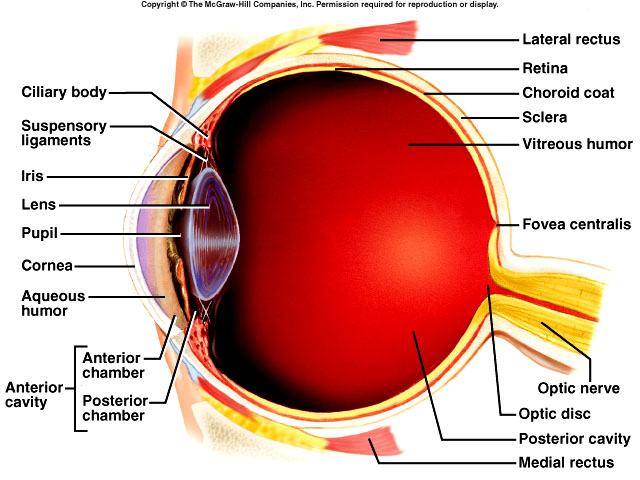 Copyright © The McGraw-Hill Companies, Inc. Permission required for reproduction or display.
Ciliary body
Suspensory
ligaments
Iris
Lens
Pupil
Cornea
Aqueous
humor
Anterior
cavity
Anterior
chamber
Posterior
chamber
Lateral rectus
Retina
Choroid coat
Sclera
Vitreous humor
Fovea centralis
Optic nerve
Optic disc
Posterior cavity
Medial rectus